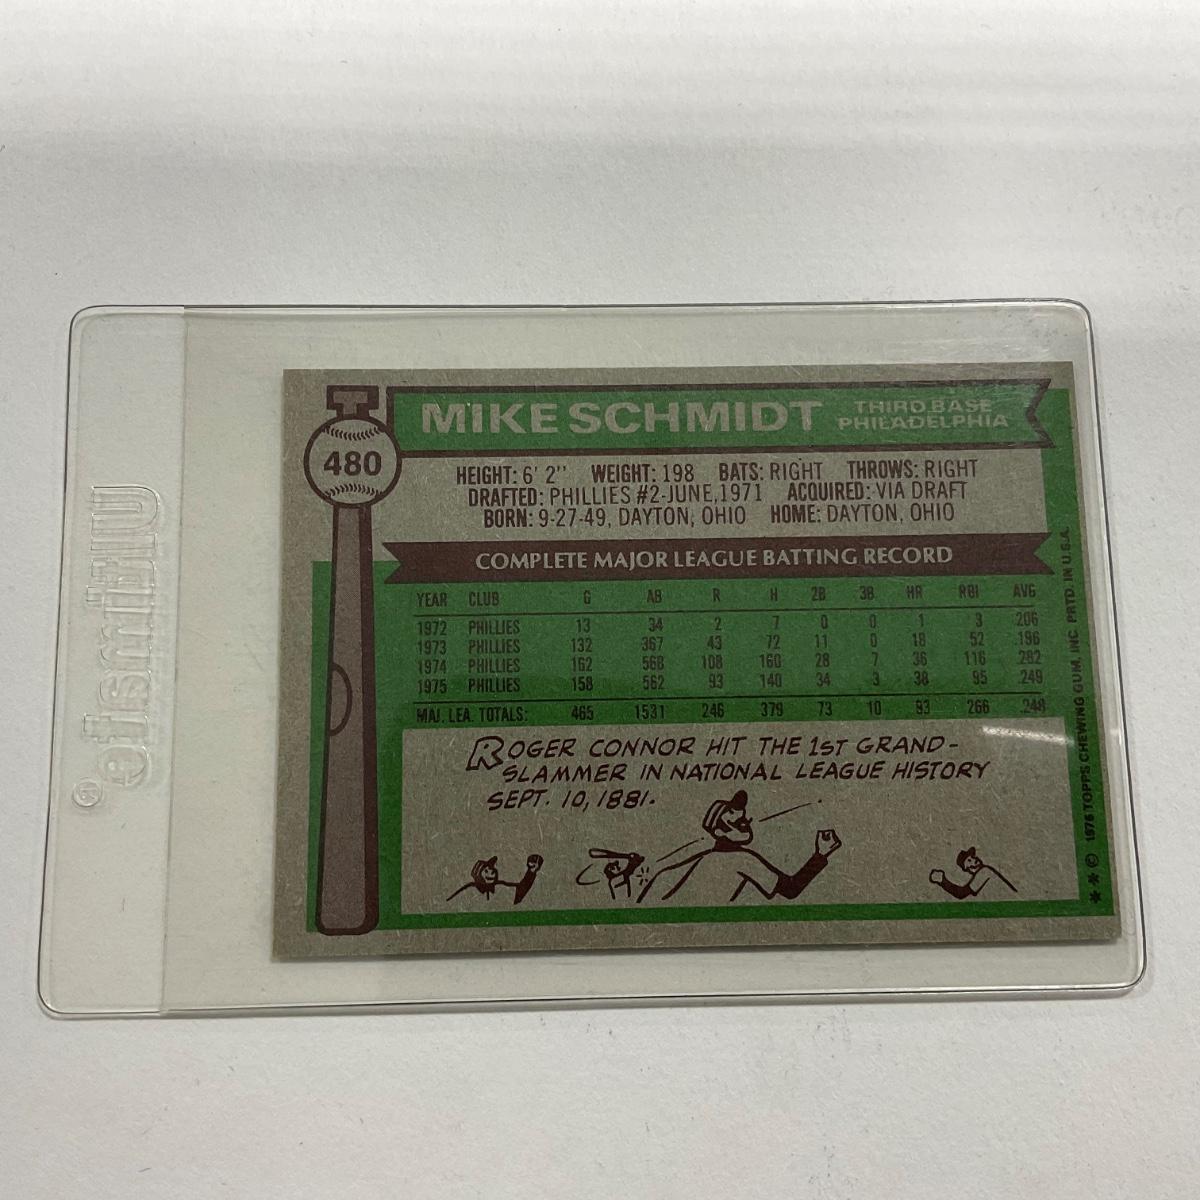 MIKE SCHMIDT THIRD BASE
PHILADELPHIA
480
HEIGHT: 6' 2" WEIGHT: 198 BATS: RIGHT THROWS: RIGHT
DRAFTED: PHILLIES #2-JUNE, 1971 ACQUIRED: VIA DRAFT
BORN: 9-27-49, DAYTON, OHIO HOME: DAYTON, OHIO
COMPLETE MAJOR LEAGUE BATTING RECORD
YEAR CLUB G AB R H 2B 3B HR RBI AVG
1972 PHILLIES 13 34 2 7 0 0 1 3 .206
1973 PHILLIES 132 367 43 72 11 0 18 52 .196
1974 PHILLIES 162 568 108 160 28 7 36 116 .282
1975 PHILLIES 158 562 93 140 34 3 38 95 .249
MAJ. LEA. TOTALS: 465 1531 246 379 73 10 93 266 .248
ROGER CONNOR HIT THE 1ST GRAND-
SLAMMER IN NATIONAL LEAGUE HISTORY
SEPT. 10, 1881.
**© 1976 TOPPS CHEWING GUM, INC. PRTD. IN U.S.A.
Ultimate®